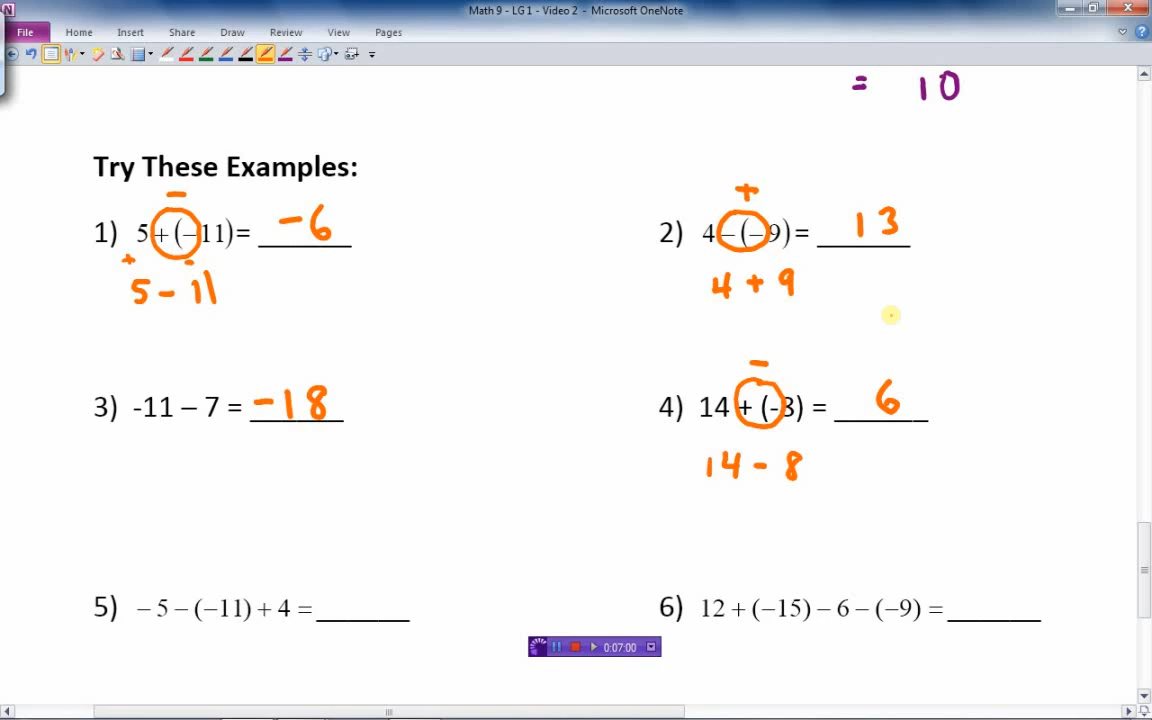 Math 9 - LG 1 - Video 2 - Microsoft OneNote
File Home Insert Share Draw Review View Pages
= 10
Try These Examples:
− +
1) 5 + (−11) = -6 2) 4 − (−9) = 13
+ -
5 - 11 4 + 9
−
3) -11 – 7 = -18 4) 14 + (-8) = 6
14 - 8
5) − 5 − (−11) + 4 = _______ 6) 12 + (−15) − 6 − (−9) = _______
0:07:00